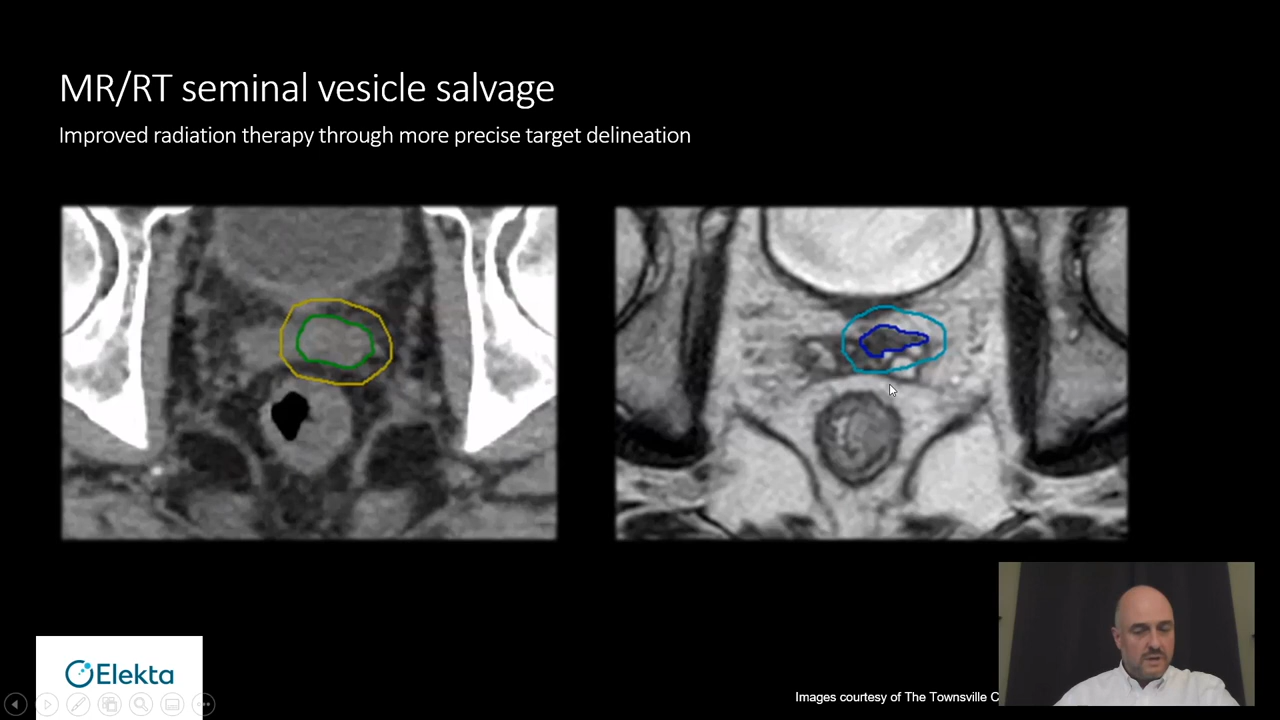 MR/RT seminal vesicle salvage
Improved radiation therapy through more precise target delineation
Elekta
Images courtesy of The Townsville C